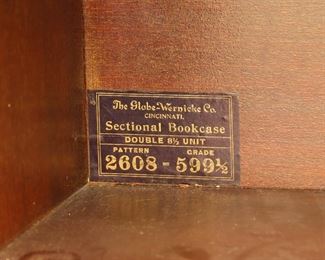 The Globe-Wernicke Co.
CINCINNATI.
Sectional Bookcase
DOUBLE 8½ UNIT
PATTERN GRADE
2608 - 599½